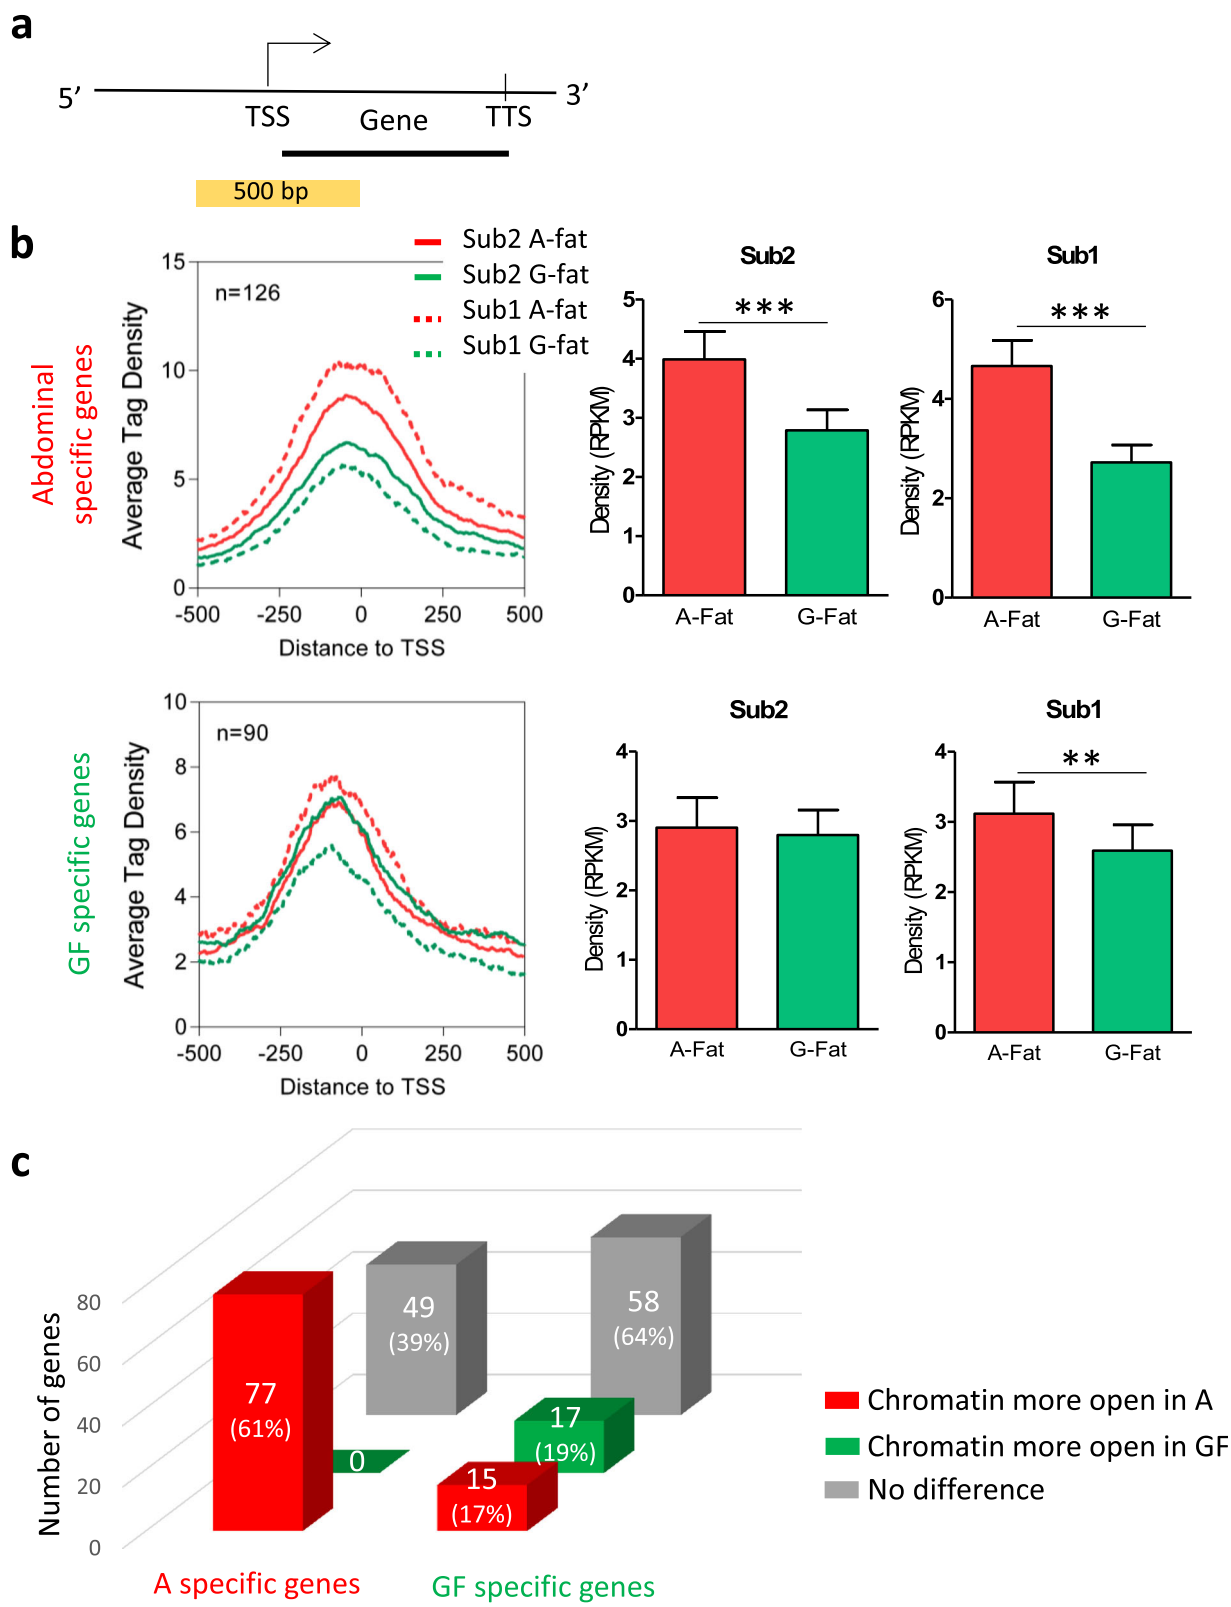 a
5’
3’
TSS
Gene
TTS
500 bp
b
Sub2 A-fat
Sub2 G-fat
Sub1 A-fat
Sub1 G-fat
Abdominal
specific genes
Average Tag Density
15
10
5
0
n=126
-500
-250
0
250
500
Distance to TSS
Sub2
Density (RPKM)
5
4
3
2
1
0
***
A-Fat
G-Fat
Sub1
Density (RPKM)
6
4
2
0
***
A-Fat
G-Fat
GF specific genes
Average Tag Density
10
8
6
4
2
0
n=90
-500
-250
0
250
500
Distance to TSS
Sub2
Density (RPKM)
4
3
2
1
0
A-Fat
G-Fat
Sub1
Density (RPKM)
4
3
2
1
0
**
A-Fat
G-Fat
c
Number of genes
80
60
40
20
0
77
(61%)
0
49
(39%)
15
(17%)
17
(19%)
58
(64%)
A specific genes
GF specific genes
Chromatin more open in A
Chromatin more open in GF
No difference